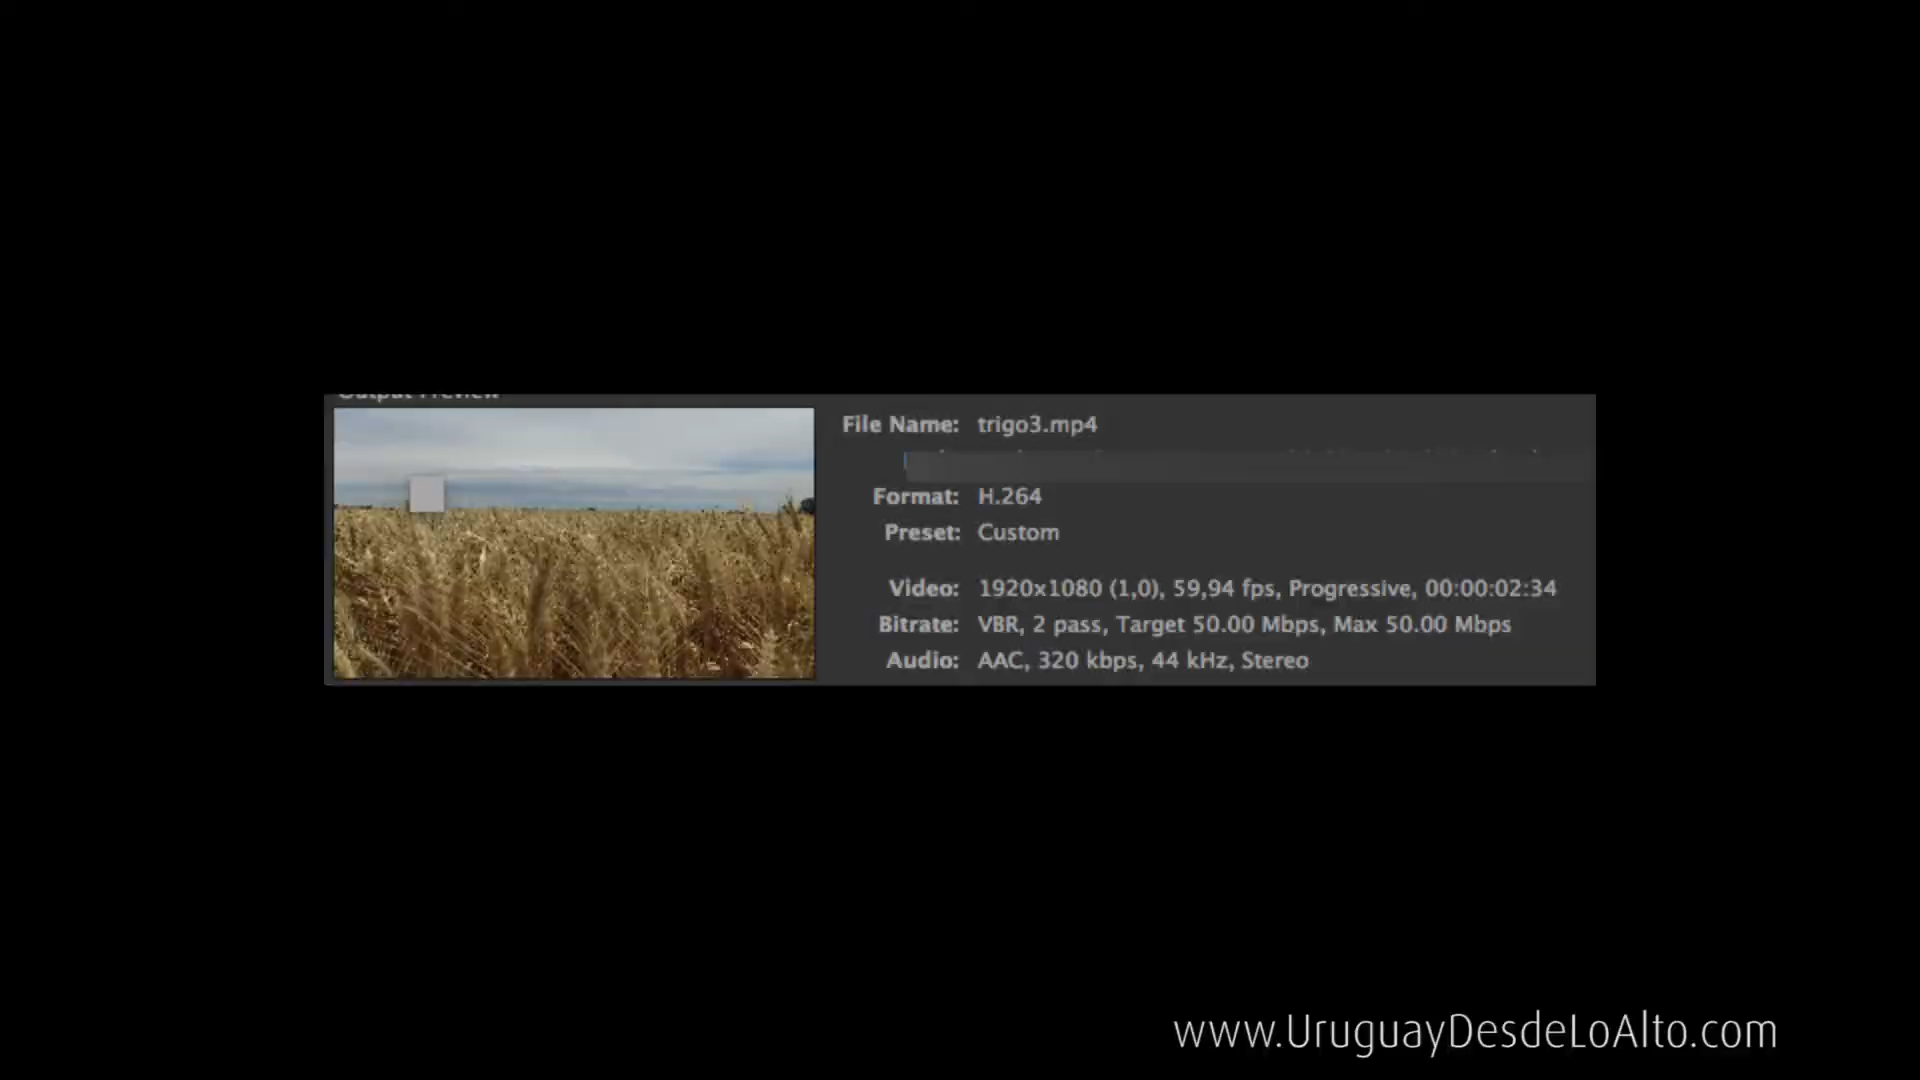 Output Preview
File Name: trigo3.mp4
Format: H.264
Preset: Custom
Video: 1920x1080 (1,0), 59,94 fps, Progressive, 00:00:02:34
Bitrate: VBR, 2 pass, Target 50.00 Mbps, Max 50.00 Mbps
Audio: AAC, 320 kbps, 44 kHz, Stereo
www.UruguayDesdeLoAlto.com